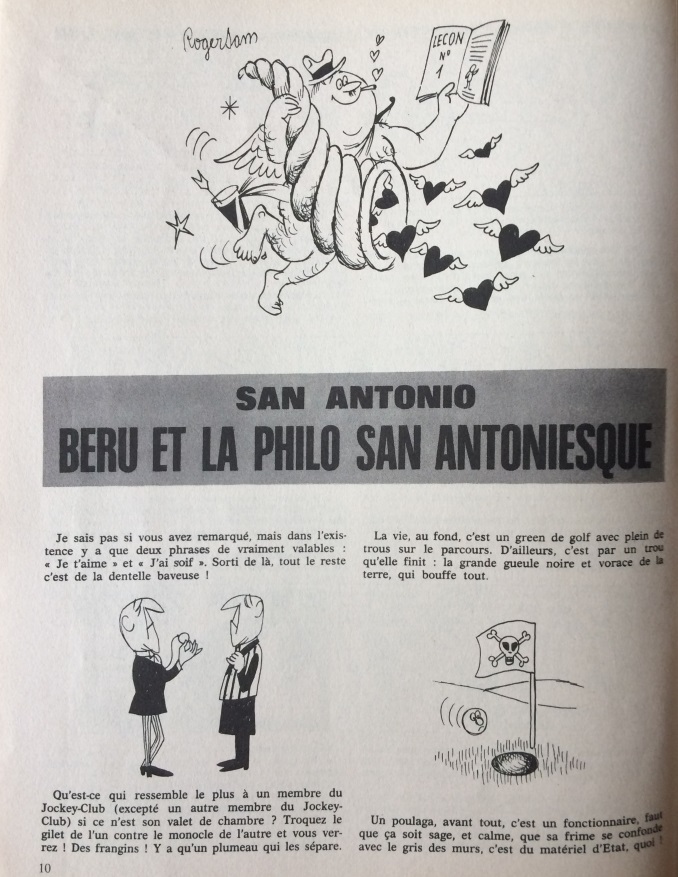 RogerSam
LECON
N°
1
SAN ANTONIO
BERU ET LA PHILO SAN ANTONIESQUE
Je sais pas si vous avez remarqué, mais dans l'exis-
tence y a que deux phrases de vraiment valables :
« Je t'aime » et « J'ai soif ». Sorti de là, tout le reste
c'est de la dentelle baveuse !
La vie, au fond, c'est un green de golf avec plein de
trous sur le parcours. D'ailleurs, c'est par un trou
qu'elle finit : la grande gueule noire et vorace de la
terre, qui bouffe tout.
Qu'est-ce qui ressemble le plus à un membre du
Jockey-Club (excepté un autre membre du Jockey-
Club) si ce n'est son valet de chambre ? Troquez le
gilet de l'un contre le monocle de l'autre et vous ver-
rez ! Des frangins ! Y a qu'un plumeau qui les sépare.
Un poulaga, avant tout, c'est un fonctionnaire, faut
que ça soit sage, et calme, que sa frime se confonde
avec le gris des murs, c'est du matériel d'Etat, quoi !
10